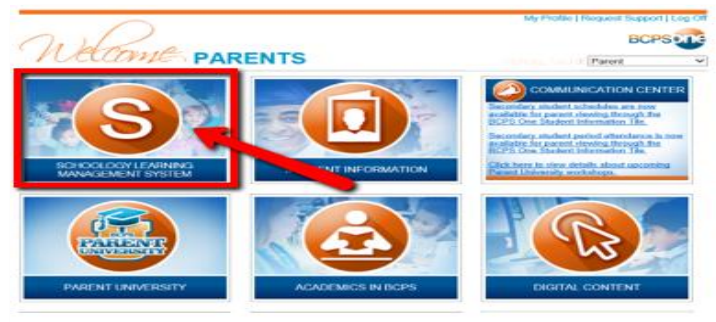 My Profile | Request Support | Log Off
Welcome PARENTS
BCPSOne
Parent
S
SCHOOLOGY LEARNING
MANAGEMENT SYSTEM
INFORMATION
COMMUNICATION CENTER
Secondary student schedules are now
available for parent viewing through the
BCPS One Student Information Tile.
Secondary student period attendance is now
available for parent viewing through the
BCPS One Student Information Tile.
Click here to view details about upcoming
Parent University workshops.
PARENT
UNIVERSITY
PARENT UNIVERSITY
ACADEMICS IN BCPS
DIGITAL CONTENT